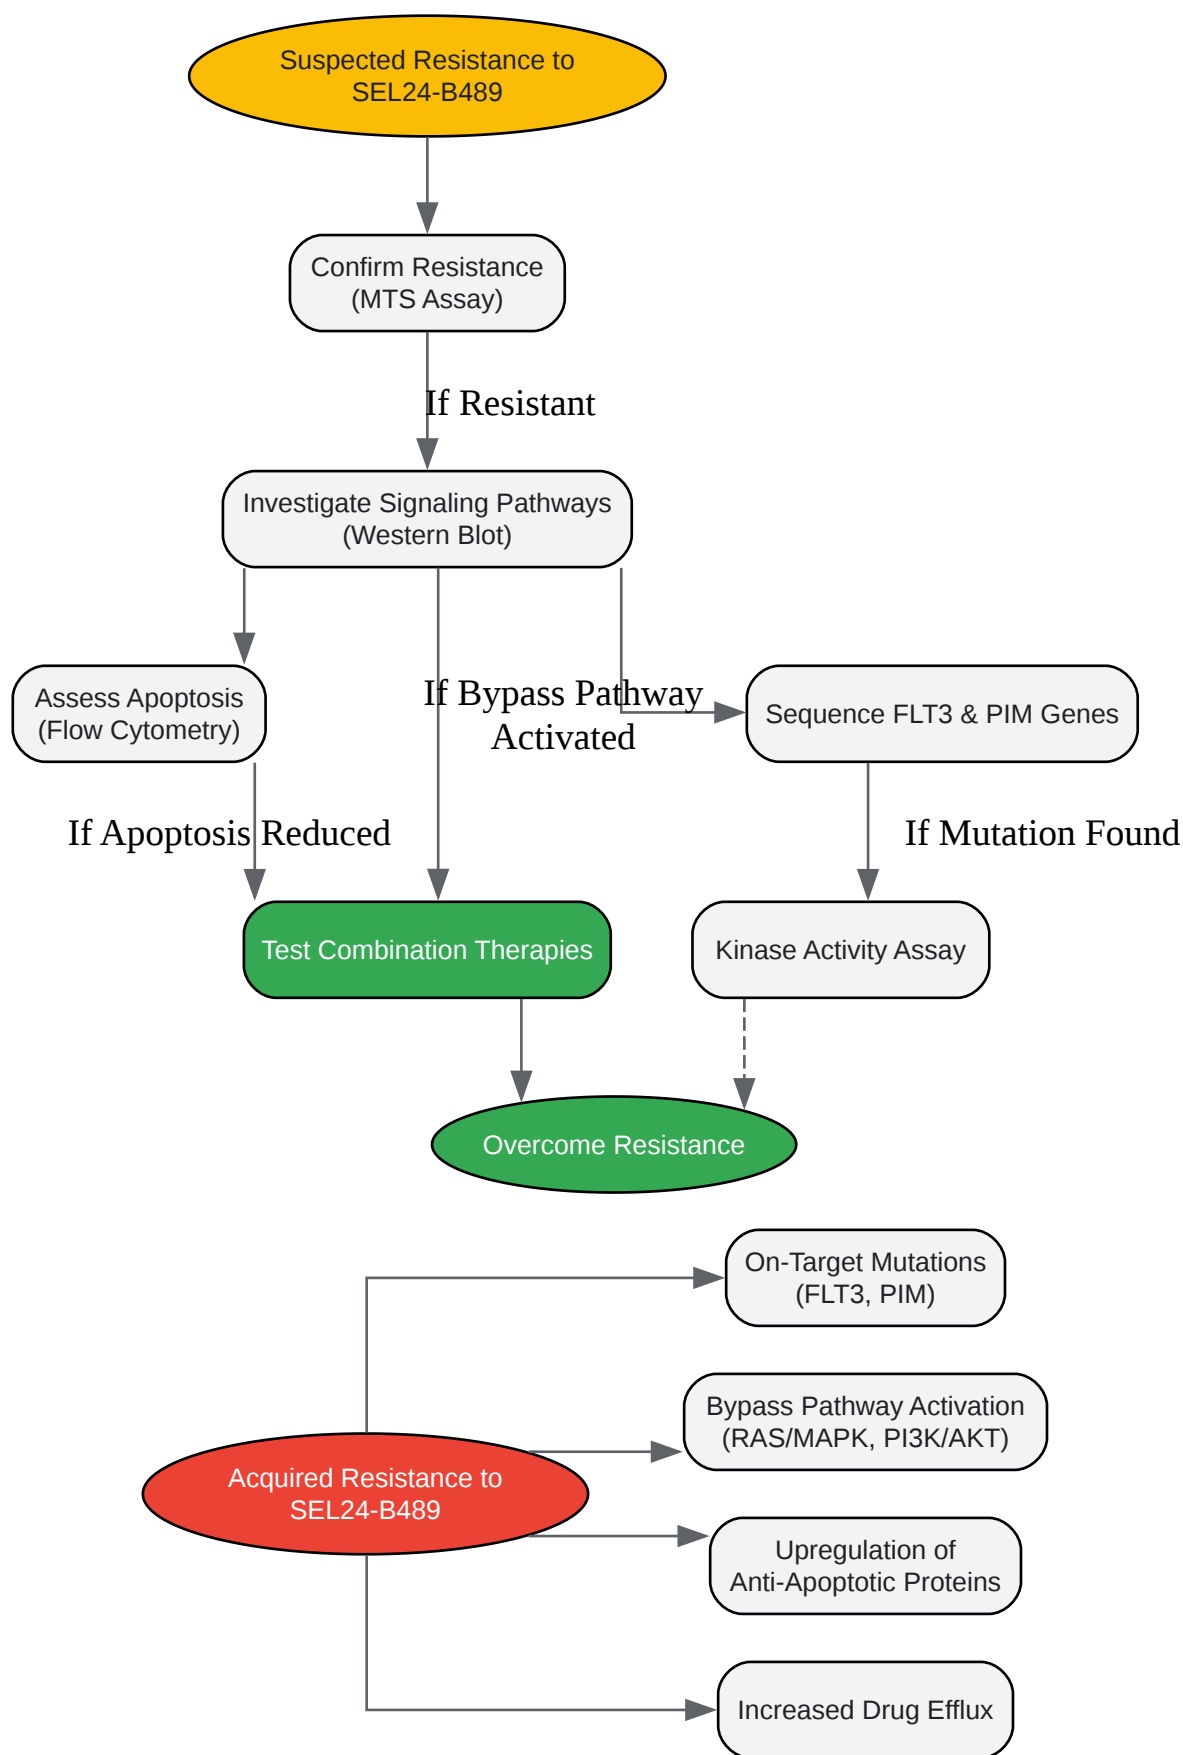 Suspected Resistance to
SEL24-B489
Confirm Resistance
(MTS Assay)
If Resistant
Investigate Signaling Pathways
(Western Blot)
Assess Apoptosis
(Flow Cytometry)
If Bypass Pathway
Activated
Sequence FLT3 & PIM Genes
If Apoptosis Reduced
If Mutation Found
Test Combination Therapies
Kinase Activity Assay
Overcome Resistance
On-Target Mutations
(FLT3, PIM)
Bypass Pathway Activation
(RAS/MAPK, PI3K/AKT)
Acquired Resistance to
SEL24-B489
Upregulation of
Anti-Apoptotic Proteins
Increased Drug Efflux